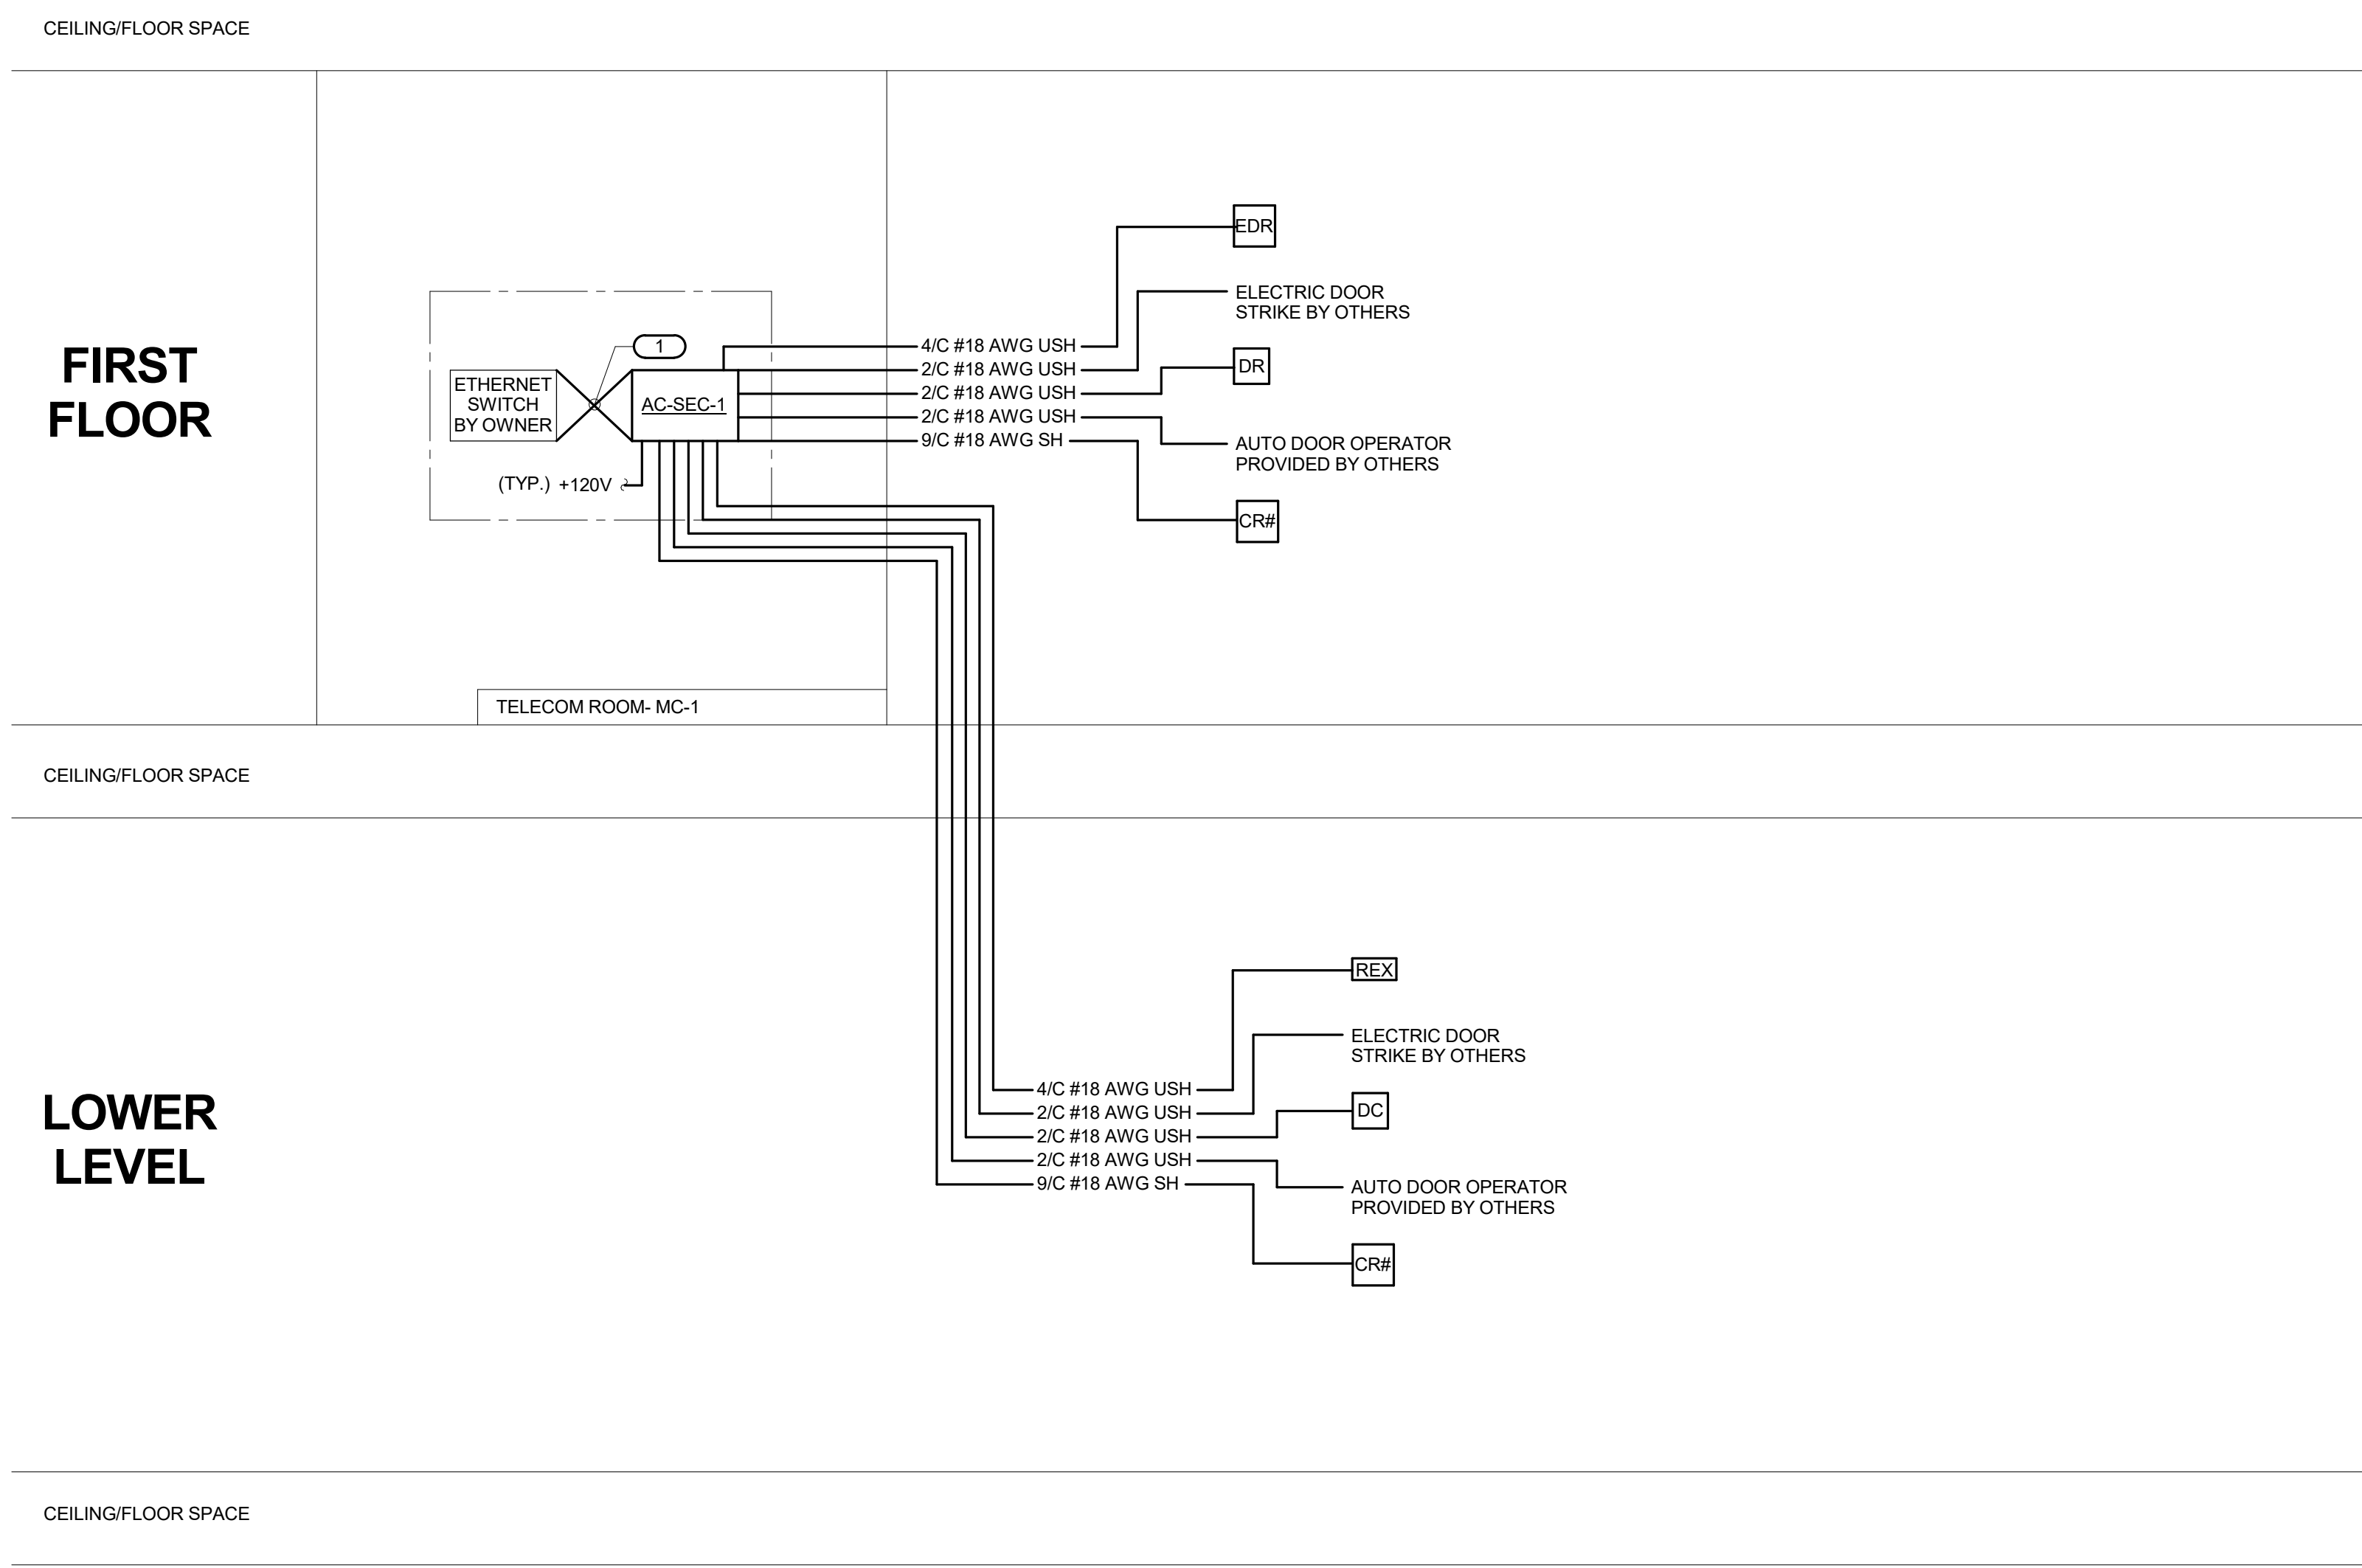 CEILING/FLOOR SPACE
FIRST
FLOOR
EDR
ELECTRIC DOOR
STRIKE BY OTHERS
1
4/C #18 AWG USH
2/C #18 AWG USH
2/C #18 AWG USH
2/C #18 AWG USH
9/C #18 AWG SH
DR
ETHERNET
SWITCH
BY OWNER
AC-SEC-1
AUTO DOOR OPERATOR
PROVIDED BY OTHERS
(TYP.) +120V
CR#
TELECOM ROOM- MC-1
CEILING/FLOOR SPACE
LOWER
LEVEL
REX
ELECTRIC DOOR
STRIKE BY OTHERS
4/C #18 AWG USH
2/C #18 AWG USH
2/C #18 AWG USH
2/C #18 AWG USH
9/C #18 AWG SH
DC
AUTO DOOR OPERATOR
PROVIDED BY OTHERS
CR#
CEILING/FLOOR SPACE